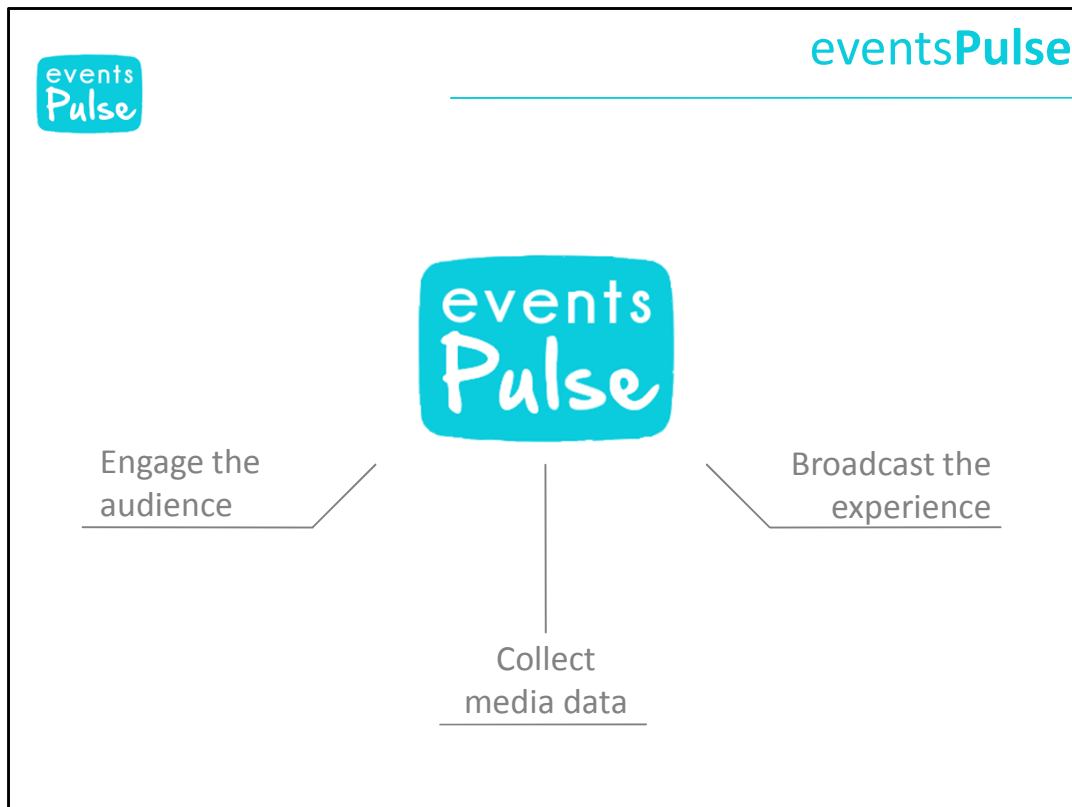 eventsPulse
events
Pulse
events
Pulse
Engage the
audience
Broadcast the
experience
Collect
media data